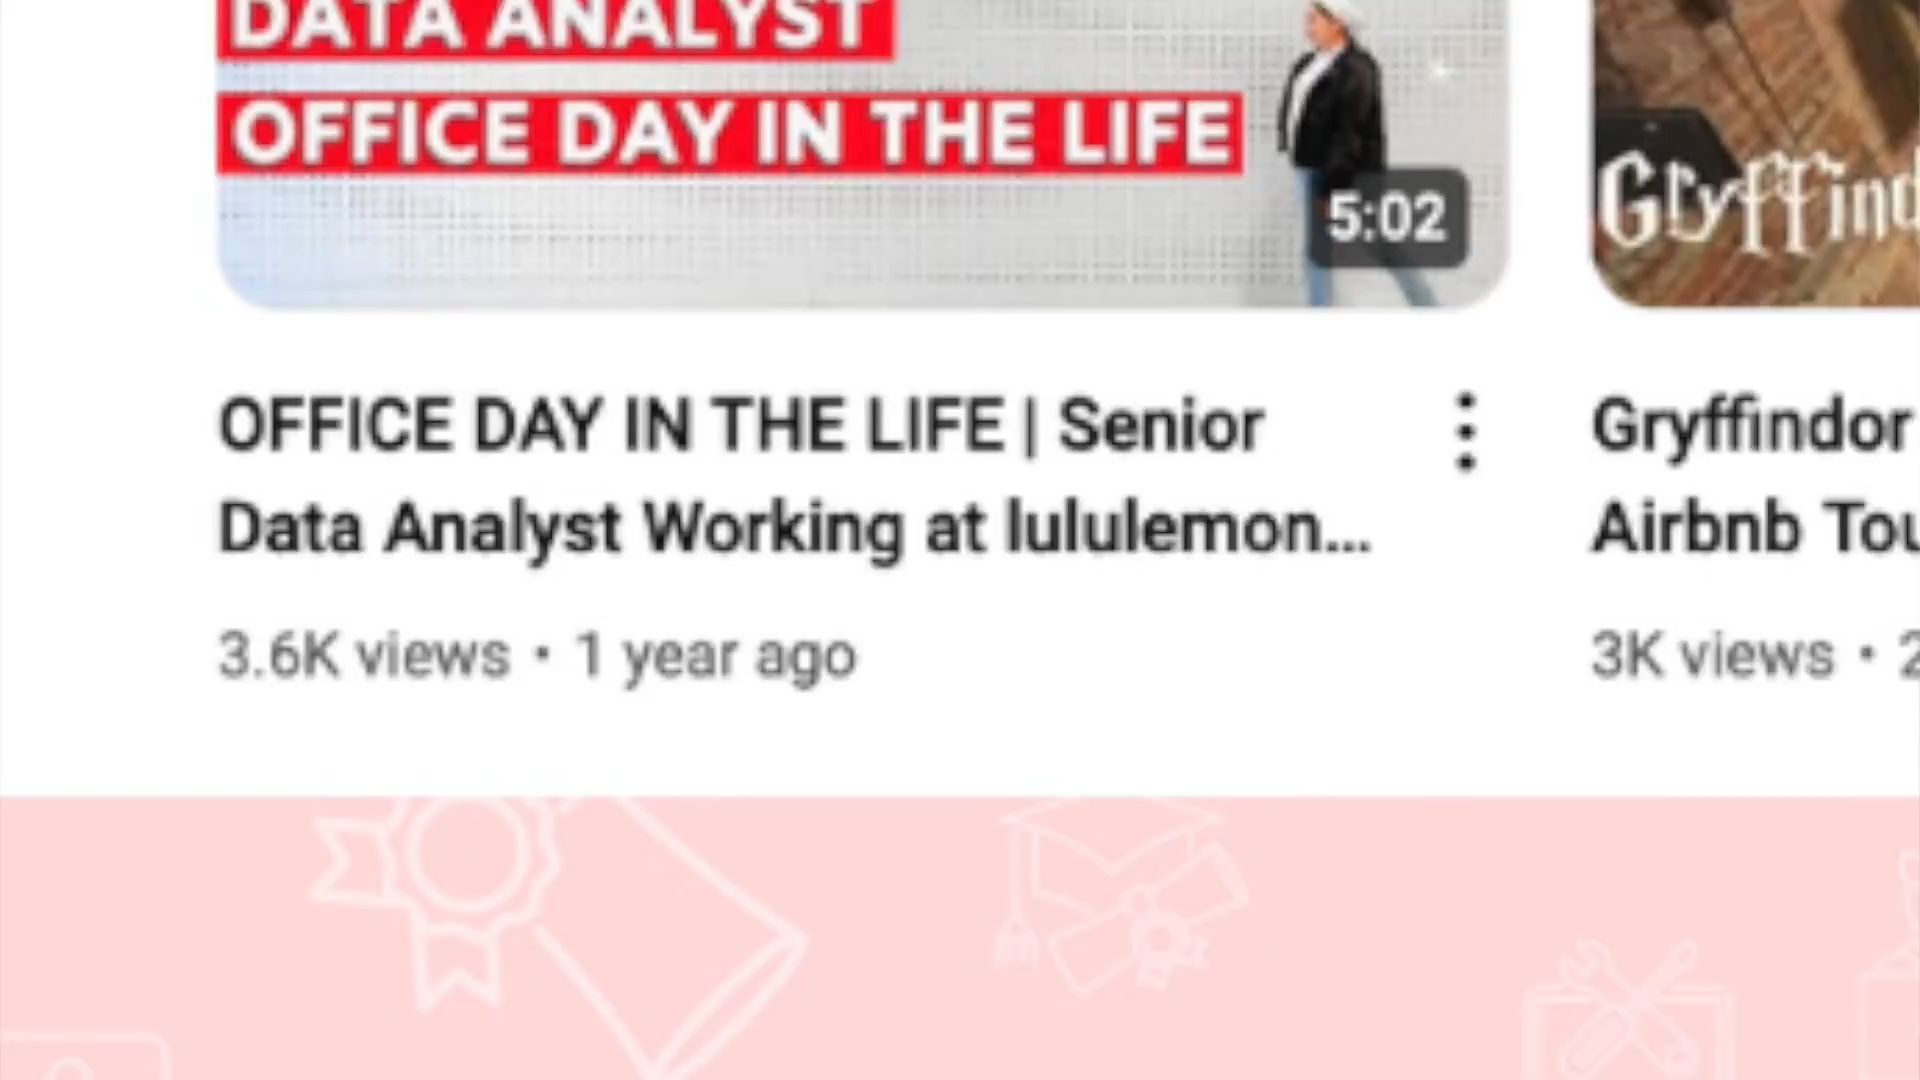 DATA ANALYST
OFFICE DAY IN THE LIFE
5:02
Gryffind
OFFICE DAY IN THE LIFE | Senior
Data Analyst Working at lululemon...
3.6K views • 1 year ago
Gryffindor
Airbnb Tou
3K views • 2